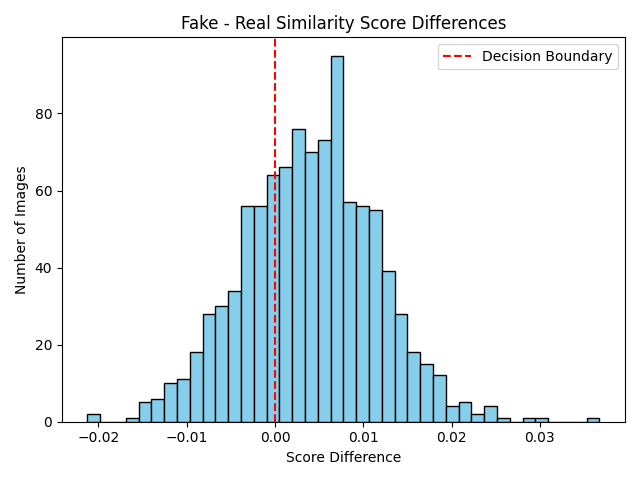 Fake - Real Similarity Score Differences
Decision Boundary
Number of Images
80
60
40
20
0
−0.02 −0.01 0.00 0.01 0.02 0.03
Score Difference